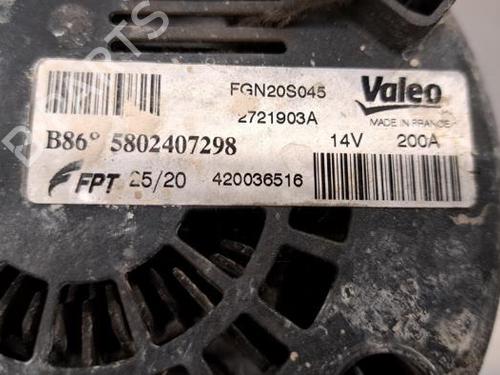 FGN20S045
Valeo
2721903A
MADE IN FRANCE
B86° 5802407298
14V 200A
FPT 25/20 420036516